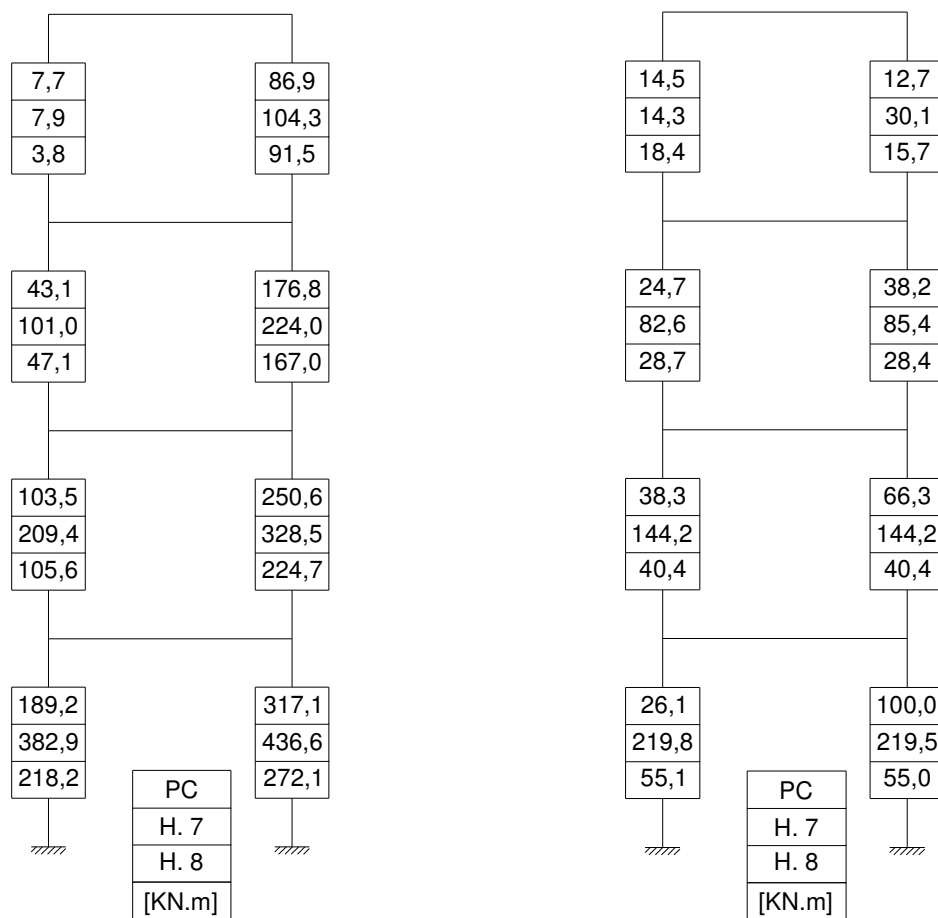 7,7 86,9 14,5 12,7
7,9 104,3 14,3 30,1
3,8 91,5 18,4 15,7
43,1 176,8 24,7 38,2
101,0 224,0 82,6 85,4
47,1 167,0 28,7 28,4
103,5 250,6 38,3 66,3
209,4 328,5 144,2 144,2
105,6 224,7 40,4 40,4
189,2 317,1 26,1 100,0
382,9 436,6 219,8 219,5
218,2 272,1 55,1 55,0
PC PC
H. 7 H. 7
H. 8 H. 8
[KN.m] [KN.m]